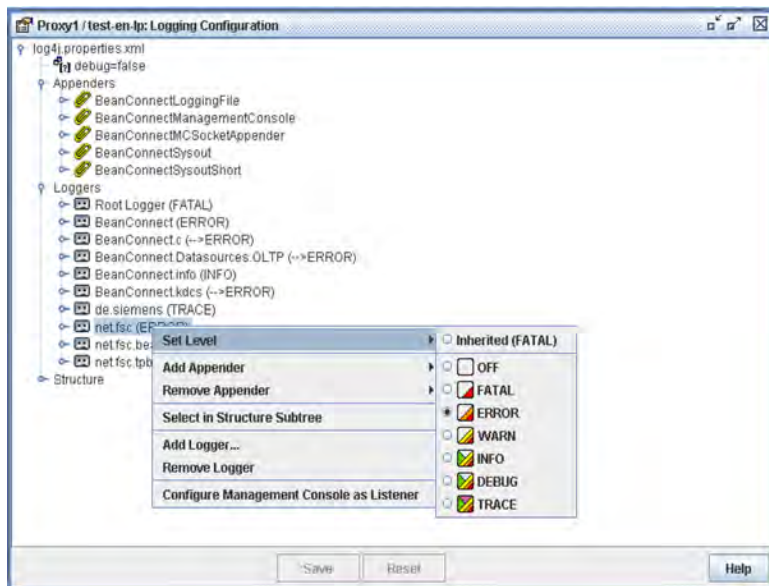 Proxy1 / test-en-lp: Logging Configuration
log4j.properties.xml
debug=false
Appenders
BeanConnectLoggingFile
BeanConnectManagementConsole
BeanConnectMCSocketAppender
BeanConnectSysout
BeanConnectSysoutShort
Loggers
Root Logger (FATAL)
BeanConnect (ERROR)
BeanConnect.c (-->ERROR)
BeanConnect.Datasources.OLTP (-->ERROR)
BeanConnect.info (INFO)
BeanConnect.kdcs (-->ERROR)
de.siemens (TRACE)
net.fsc (ERROR)
net.fsc.bea
net.fsc.tpb
Structure
Set Level
Add Appender
Remove Appender
Select in Structure Subtree
Add Logger...
Remove Logger
Configure Management Console as Listener
Inherited (FATAL)
OFF
FATAL
ERROR
WARN
INFO
DEBUG
TRACE
Save Reset Help